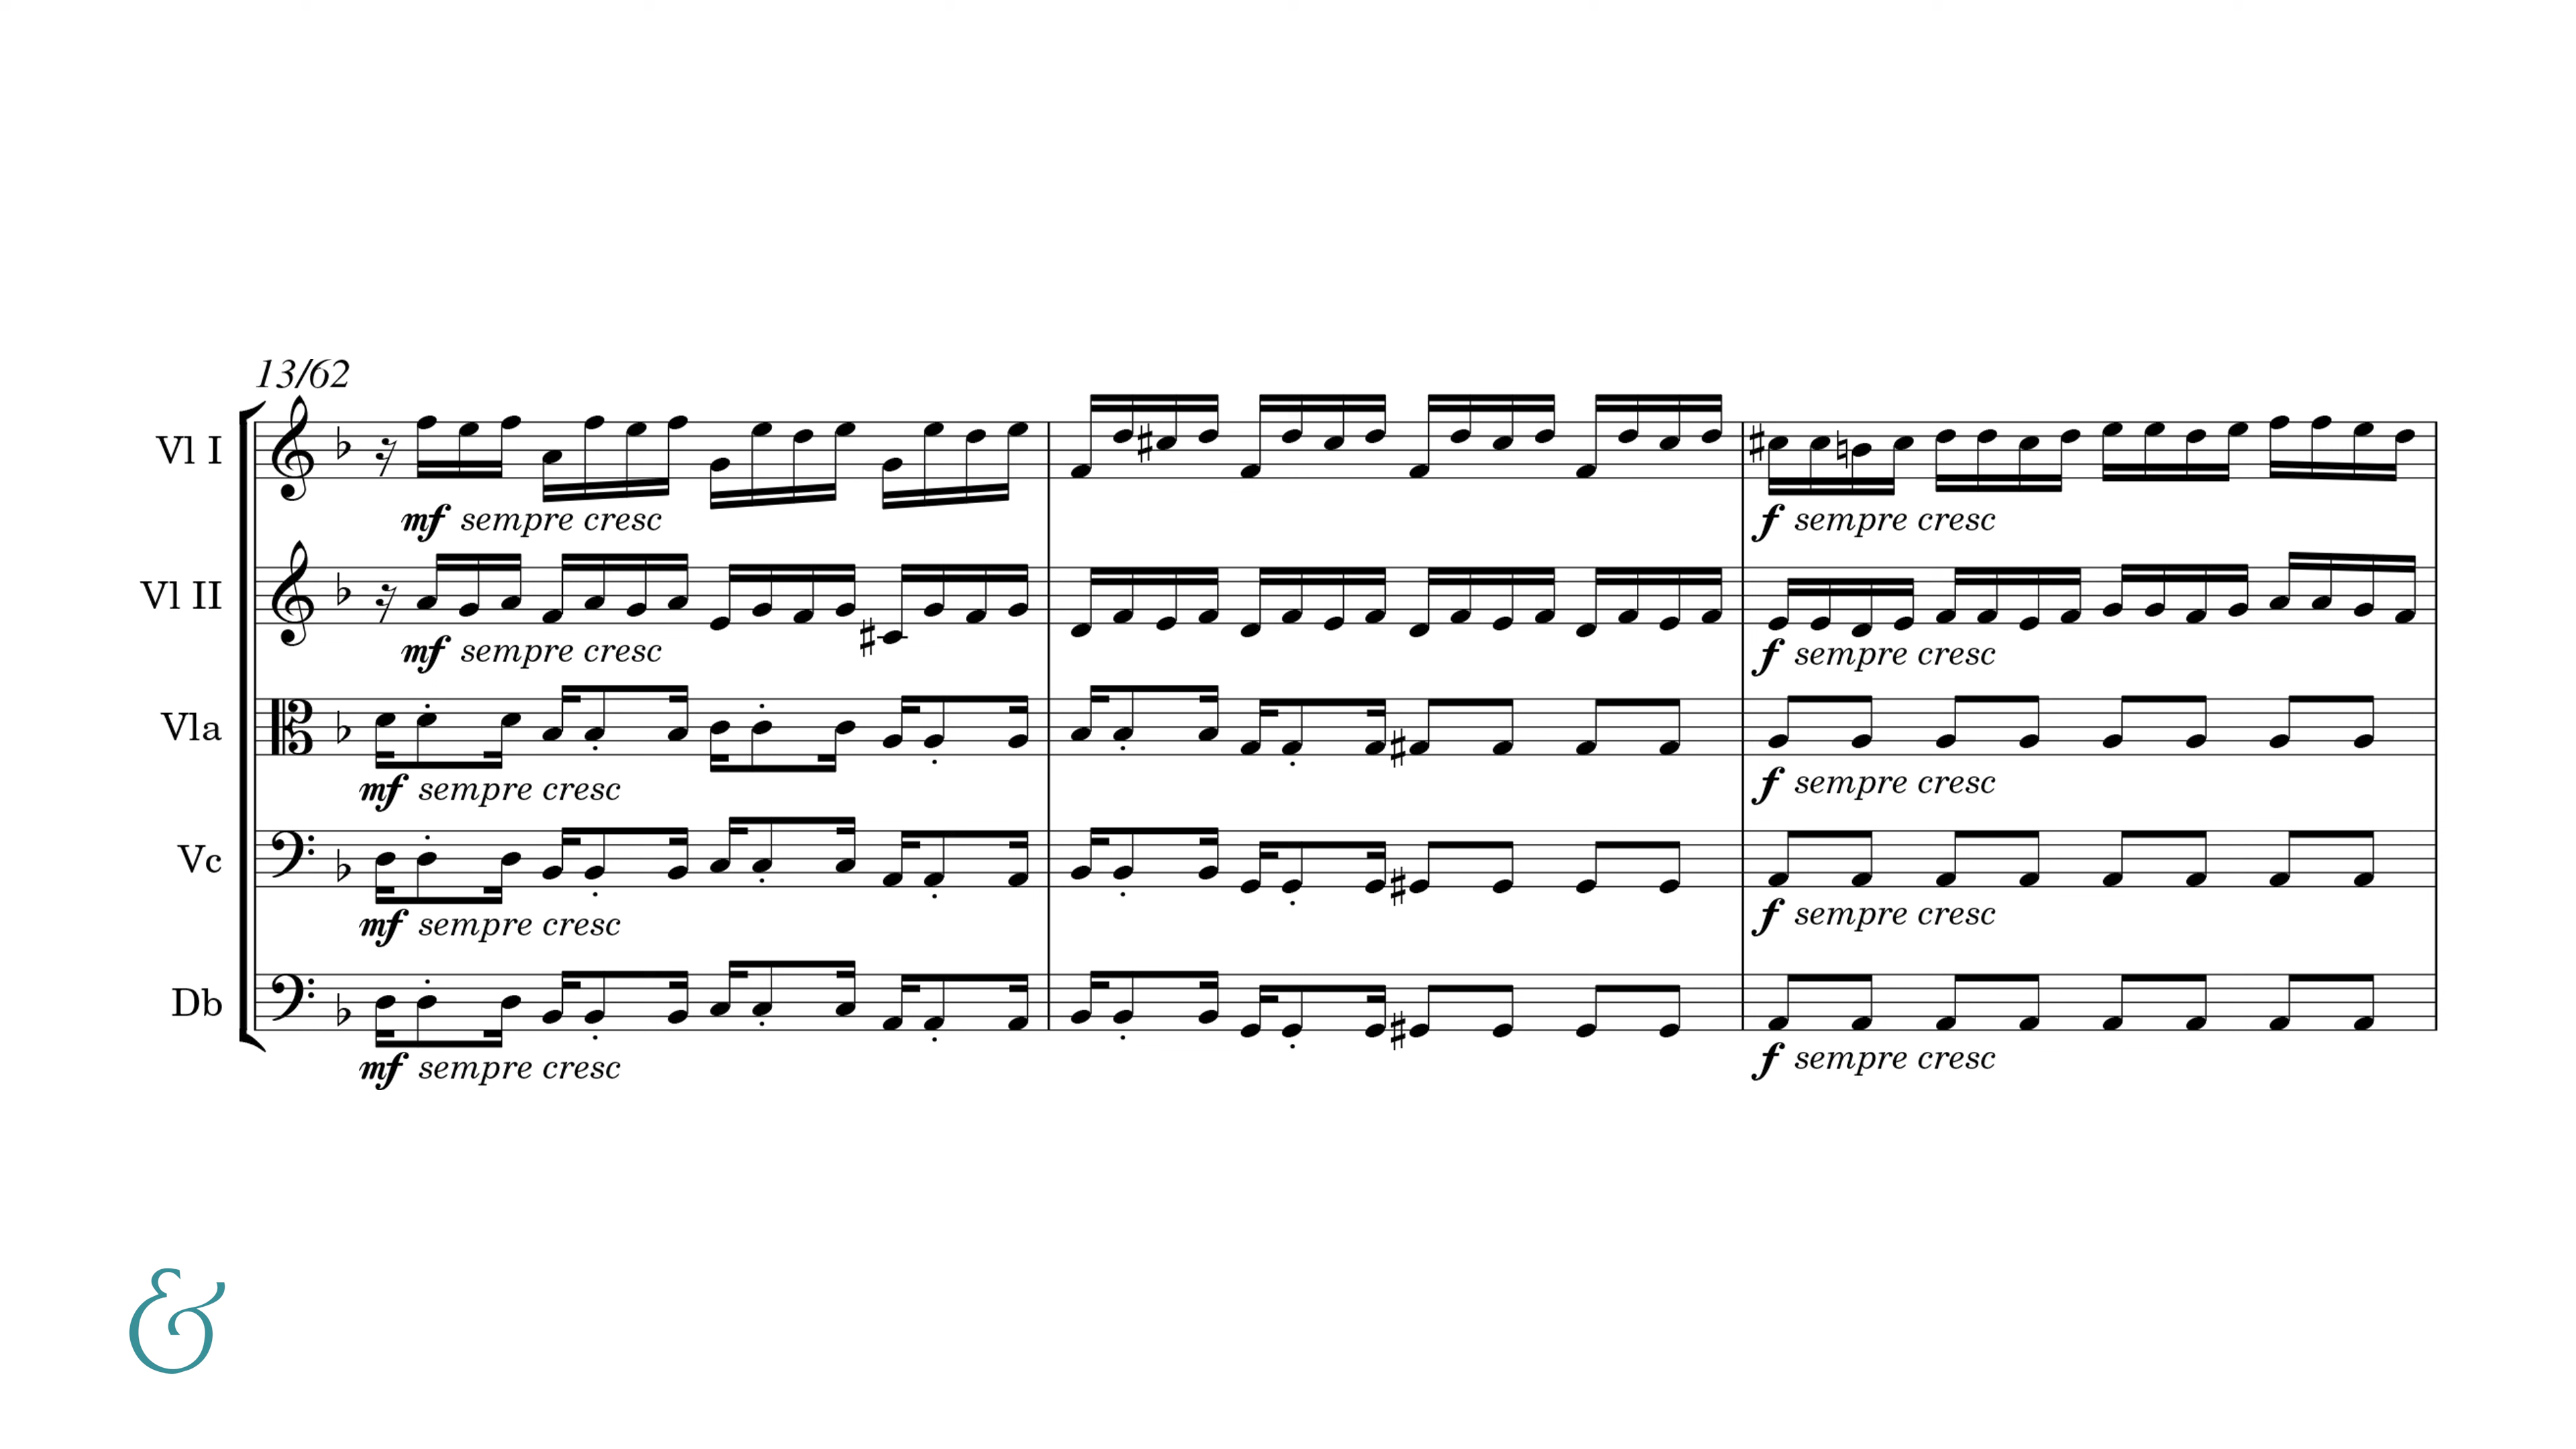 13/62
Vl I
mf sempre cresc
f sempre cresc
Vl II
mf sempre cresc
f sempre cresc
Vla
mf sempre cresc
f sempre cresc
Vc
mf sempre cresc
f sempre cresc
Db
mf sempre cresc
f sempre cresc
&